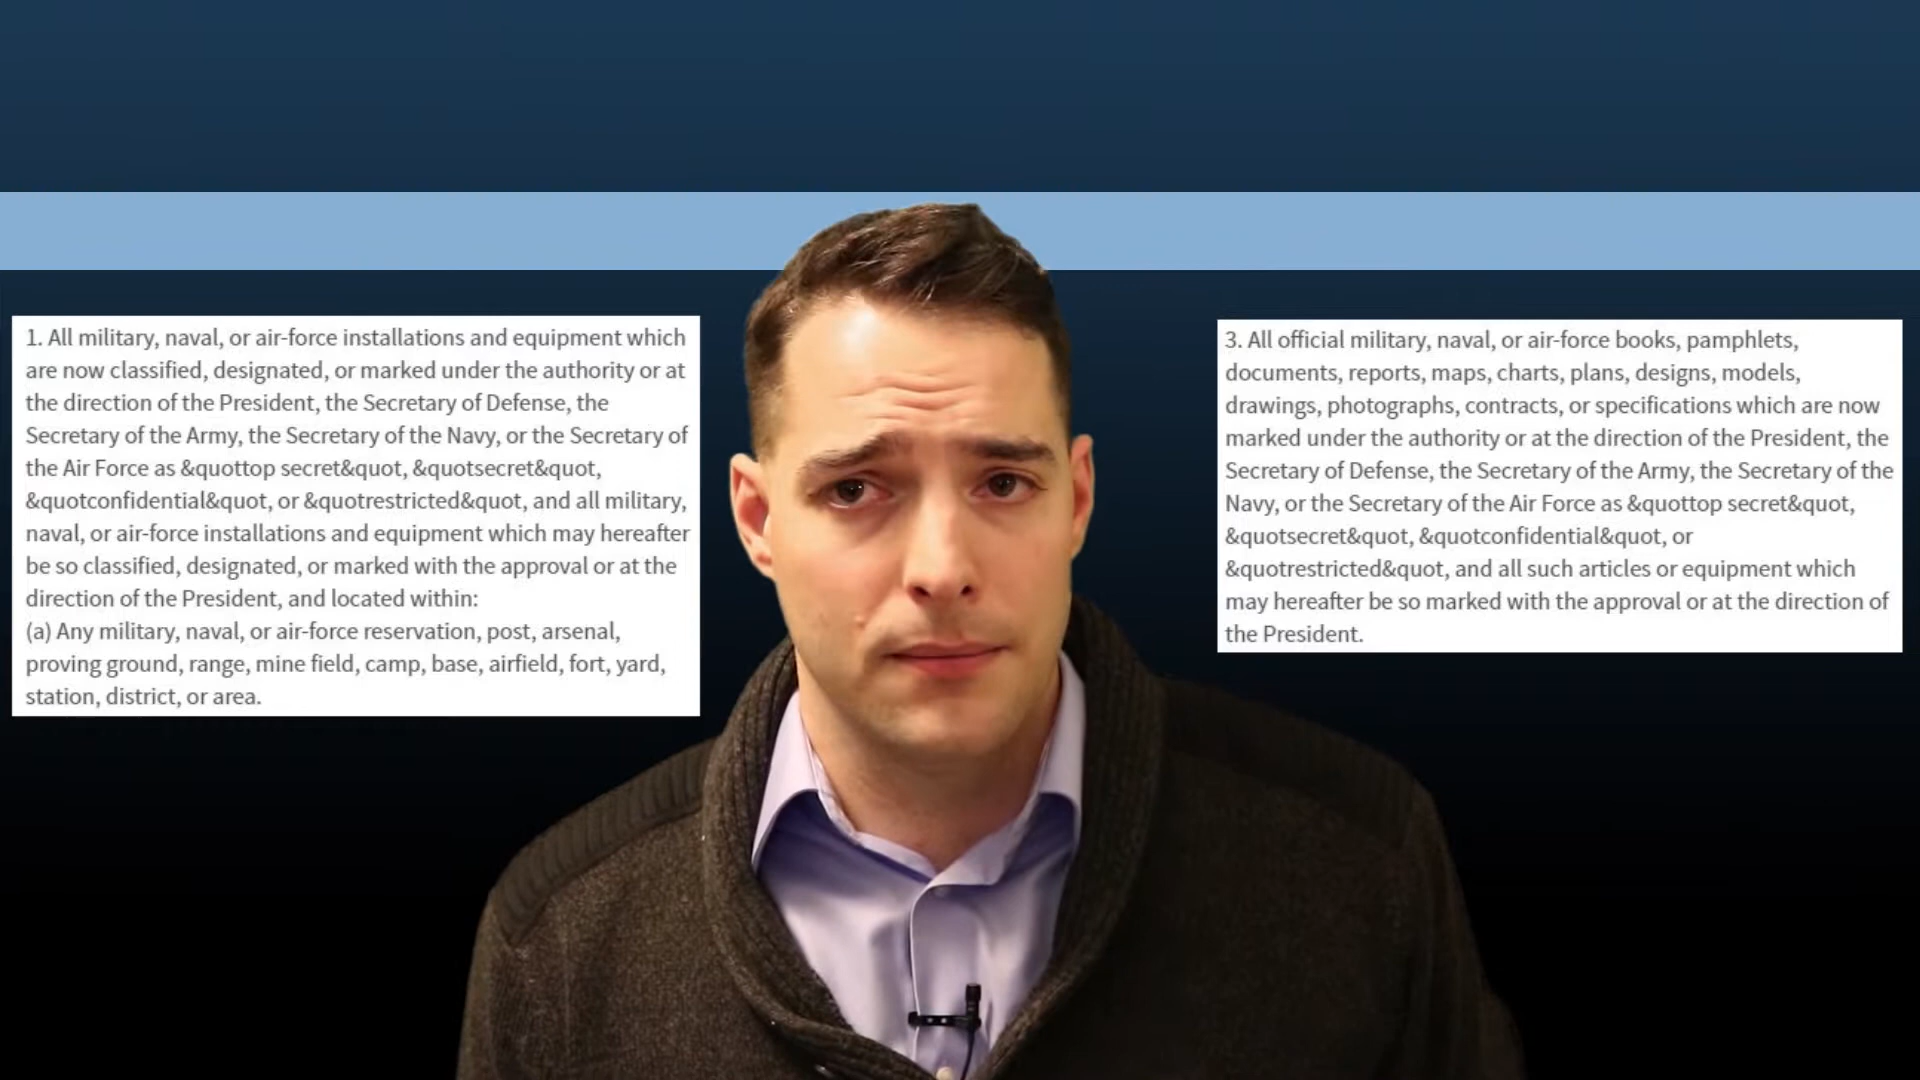 1. All military, naval, or air-force installations and equipment which
are now classified, designated, or marked under the authority or at
the direction of the President, the Secretary of Defense, the
Secretary of the Army, the Secretary of the Navy, or the Secretary of
the Air Force as &quottop secret&quot, &quotsecret&quot,
&quotconfidential&quot, or &quotrestricted&quot, and all military,
naval, or air-force installations and equipment which may hereafter
be so classified, designated, or marked with the approval or at the
direction of the President, and located within:
(a) Any military, naval, or air-force reservation, post, arsenal,
proving ground, range, mine field, camp, base, airfield, fort, yard,
station, district, or area.
3. All official military, naval, or air-force books, pamphlets,
documents, reports, maps, charts, plans, designs, models,
drawings, photographs, contracts, or specifications which are now
marked under the authority or at the direction of the President, the
Secretary of Defense, the Secretary of the Army, the Secretary of the
Navy, or the Secretary of the Air Force as &quottop secret&quot,
&quotsecret&quot, &quotconfidential&quot, or
&quotrestricted&quot, and all such articles or equipment which
may hereafter be so marked with the approval or at the direction of
the President.